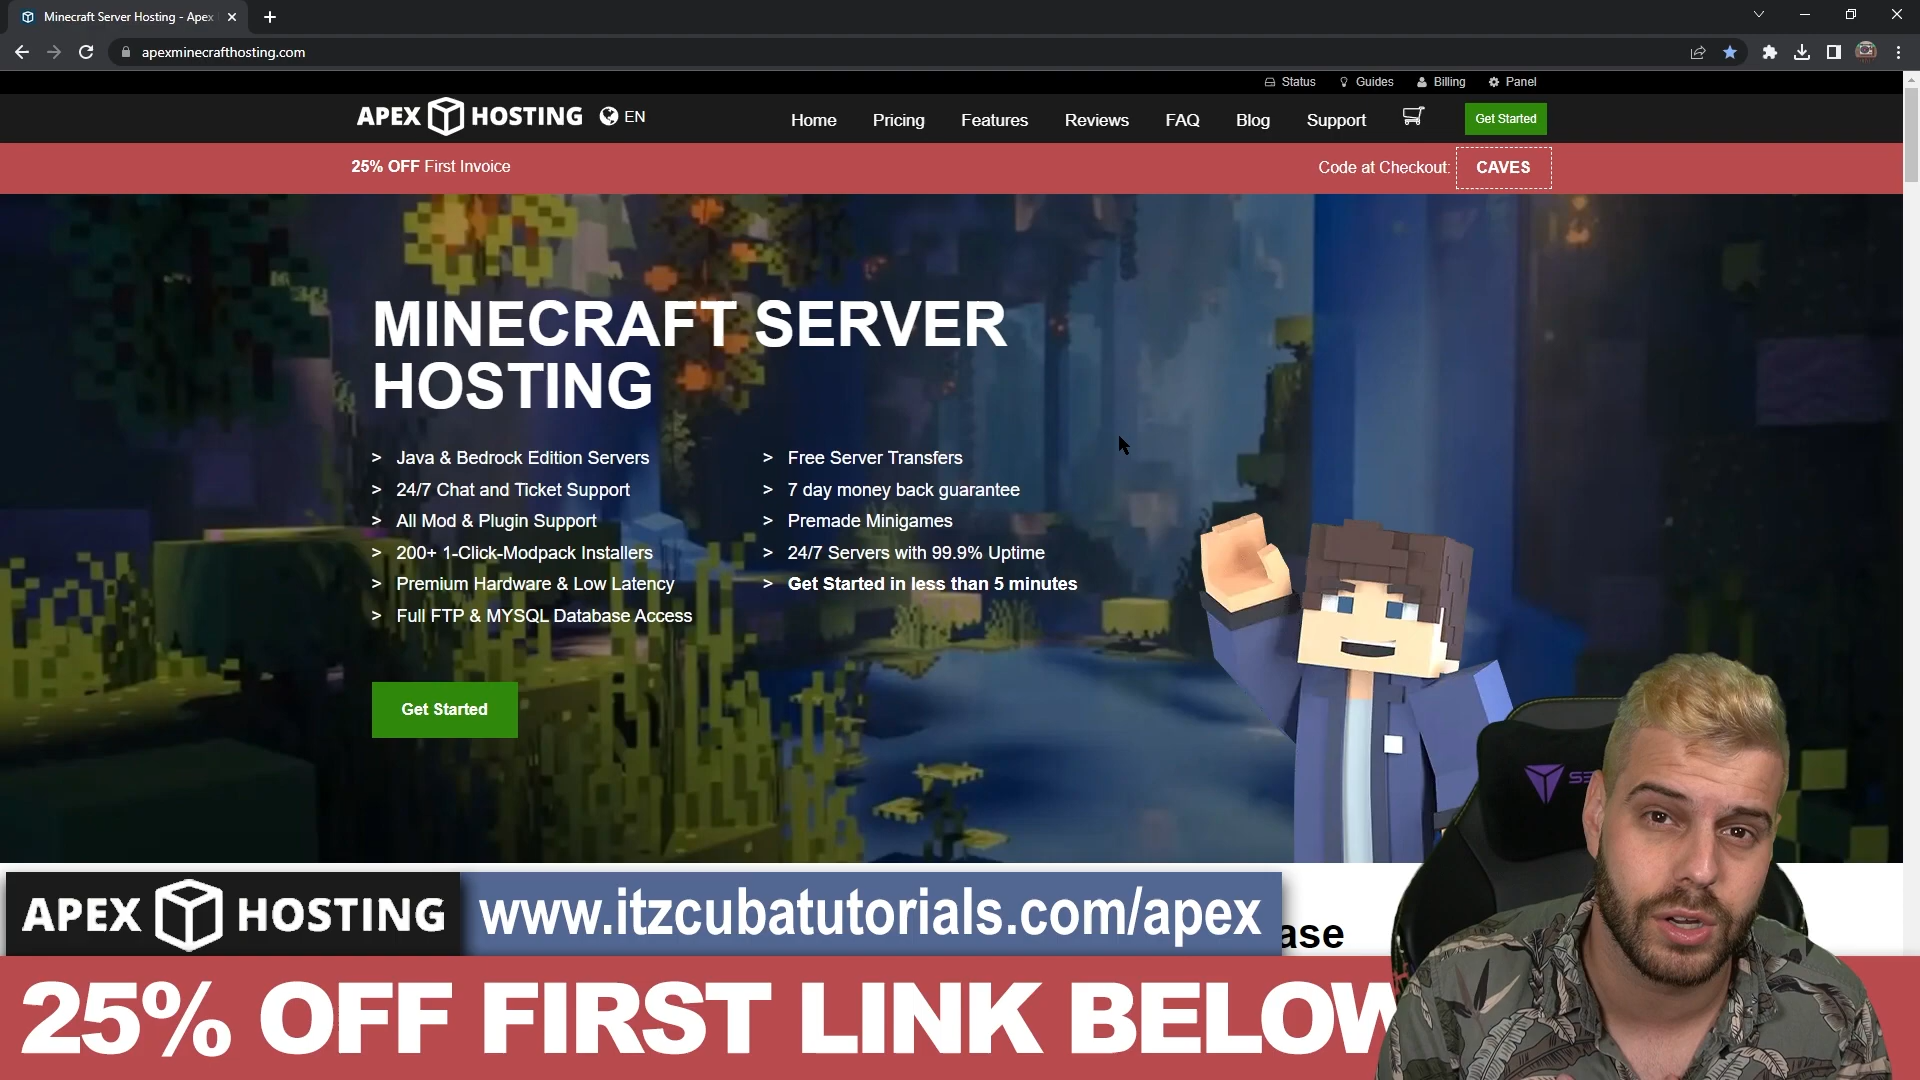 Minecraft Server Hosting - Apex
apexminecrafthosting.com
Status Guides Billing Panel
APEX HOSTING EN
Home Pricing Features Reviews FAQ Blog Support Get Started
25% OFF First Invoice
Code at Checkout: CAVES
MINECRAFT SERVER
HOSTING
> Java & Bedrock Edition Servers
> 24/7 Chat and Ticket Support
> All Mod & Plugin Support
> 200+ 1-Click-Modpack Installers
> Premium Hardware & Low Latency
> Full FTP & MYSQL Database Access
> Free Server Transfers
> 7 day money back guarantee
> Premade Minigames
> 24/7 Servers with 99.9% Uptime
> Get Started in less than 5 minutes
Get Started
APEX HOSTING www.itzcubatutorials.com/apex
25% OFF FIRST LINK BELOW